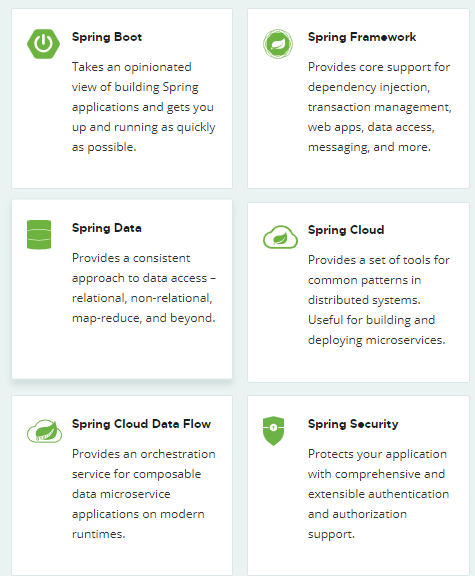 Spring Boot
Takes an opinionated
view of building Spring
applications and gets you
up and running as quickly
as possible.
Spring Framework
Provides core support for
dependency injection,
transaction management,
web apps, data access,
messaging, and more.
Spring Data
Provides a consistent
approach to data access –
relational, non-relational,
map-reduce, and beyond.
Spring Cloud
Provides a set of tools for
common patterns in
distributed systems.
Useful for building and
deploying microservices.
Spring Cloud Data Flow
Provides an orchestration
service for composable
data microservice
applications on modern
runtimes.
Spring Security
Protects your application
with comprehensive and
extensible authentication
and authorization
support.